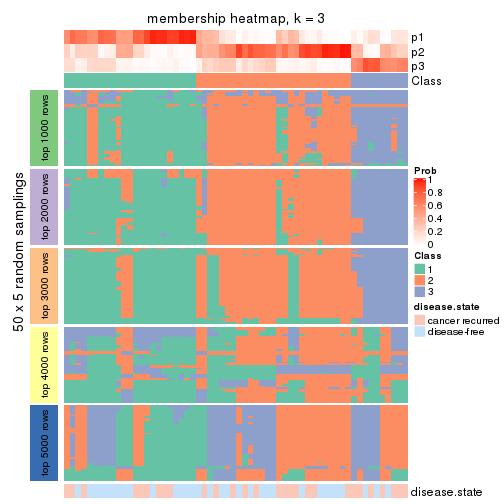 membership heatmap, k = 3
p1
p2
p3
Class
50 x 5 random samplings
top 1000 rows
top 2000 rows
top 3000 rows
top 4000 rows
top 5000 rows
Prob
1
0.8
0.6
0.4
0.2
0
Class
1
2
3
disease.state
cancer recurred
disease-free
disease.state